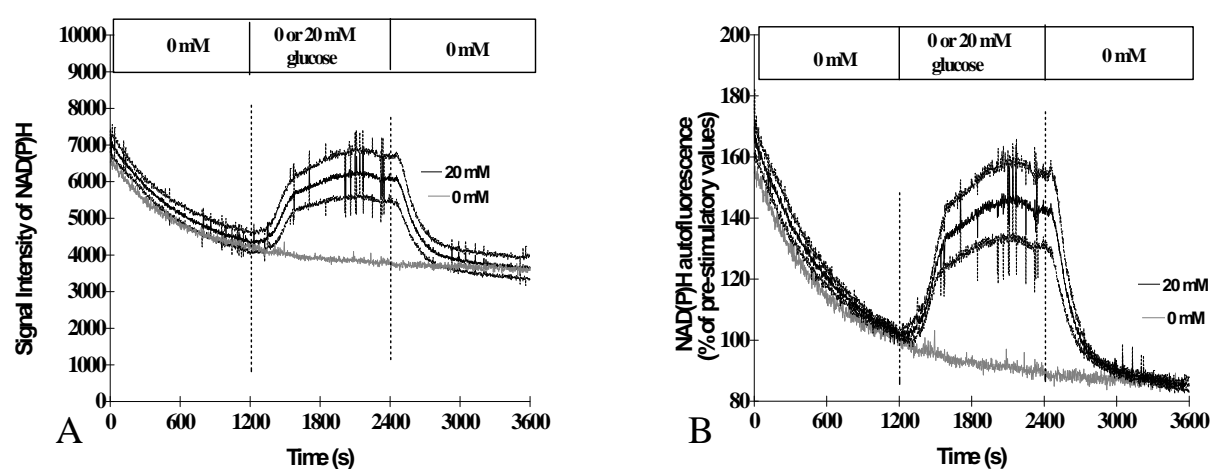 0 mM
0 or 20 mM
glucose
0 mM
10000
9000
8000
7000
6000
5000
4000
3000
2000
1000
0
Signal Intensity of NAD(P)H
20 mM
0 mM
0
600
1200
1800
2400
3000
3600
Time (s)
A
0 mM
0 or 20 mM
glucose
0 mM
180
160
140
120
100
80
NAD(P)H autofluorescence
(% of pre-stimulatory values)
20 mM
0 mM
0
600
1200
1800
2400
3000
3600
Time (s)
B